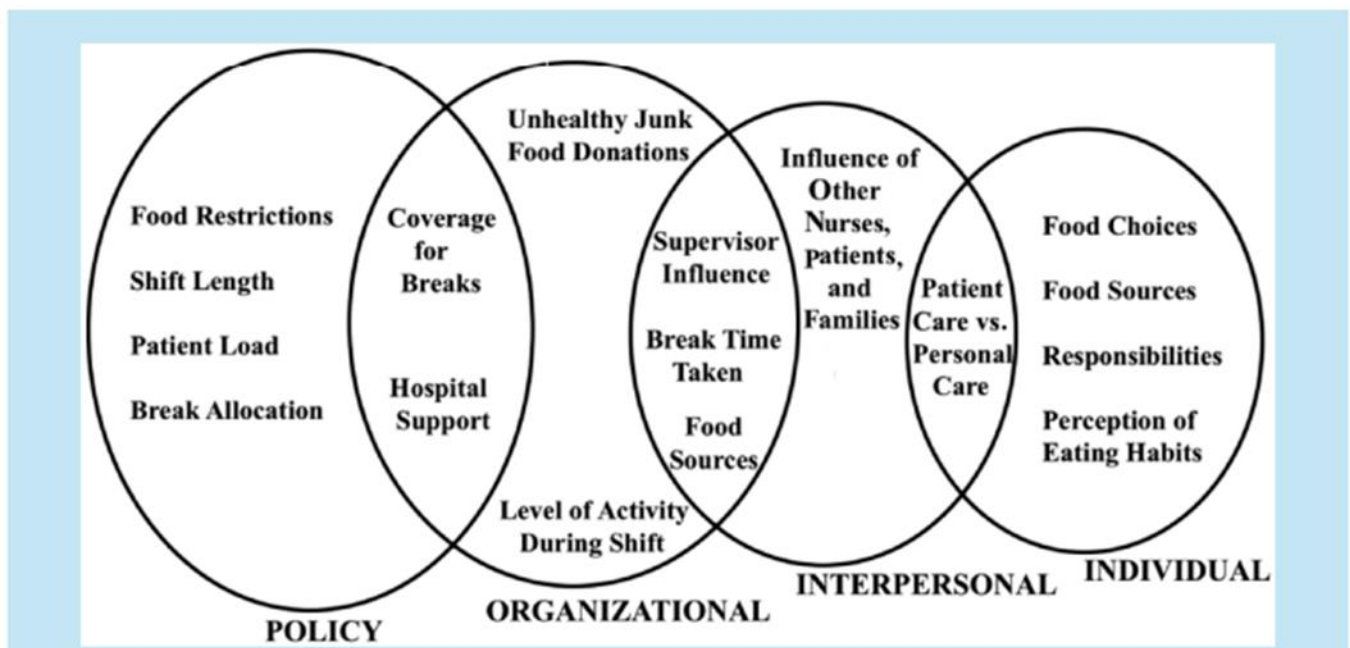 Food Restrictions
Shift Length
Patient Load
Break Allocation
Coverage
for
Breaks
Hospital
Support
Unhealthy Junk
Food Donations
Level of Activity
During Shift
Supervisor
Influence
Break Time
Taken
Food
Sources
Influence of
Other
Nurses,
patients,
and
Families
Patient
Care vs.
Personal
Care
Food Choices
Food Sources
Responsibilities
Perception of
Eating Habits
POLICY
ORGANIZATIONAL
INTERPERSONAL
INDIVIDUAL